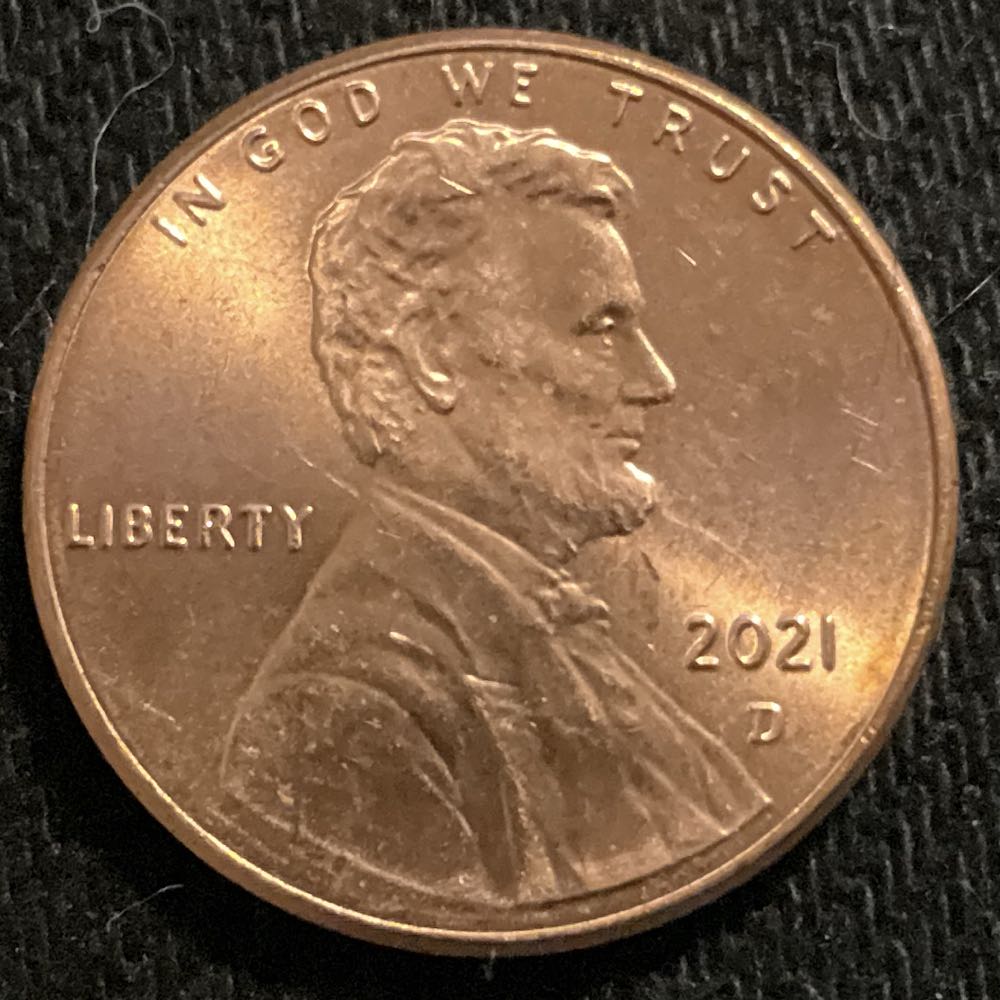 IN GOD WE TRUST
LIBERTY
2021
D